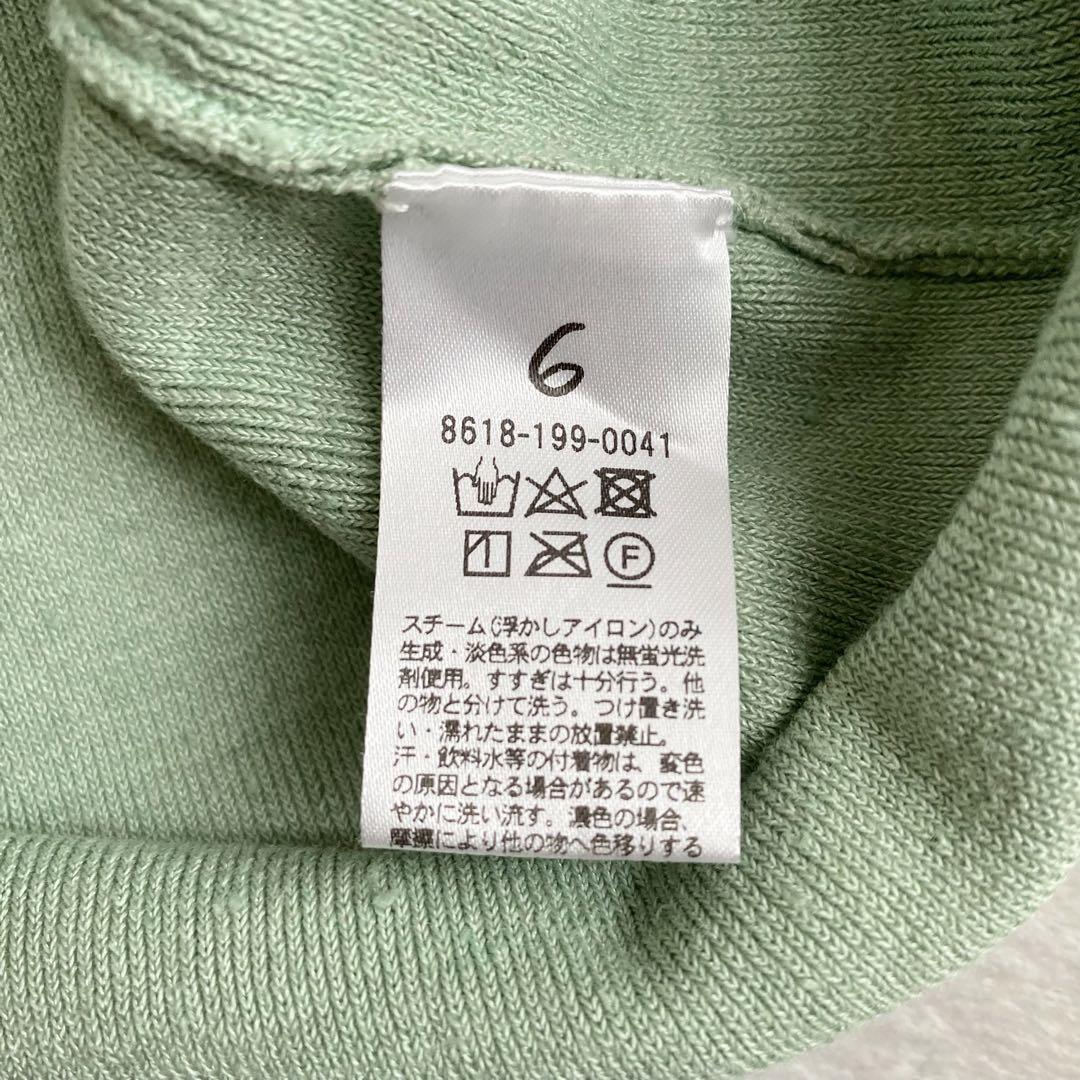 6
8618-199-0041
F
スチーム(浮かしアイロン)のみ
生成・淡色系の色物は無蛍光洗
剤使用。すすぎは十分行う。他
の物と分けて洗う。つけ置き洗
い・濡れたままの放置禁止。
汗・飲料水等の付着物は、変色
の原因となる場合があるので速
やかに洗い流す。濃色の場合、
摩擦により他の物へ色移りする